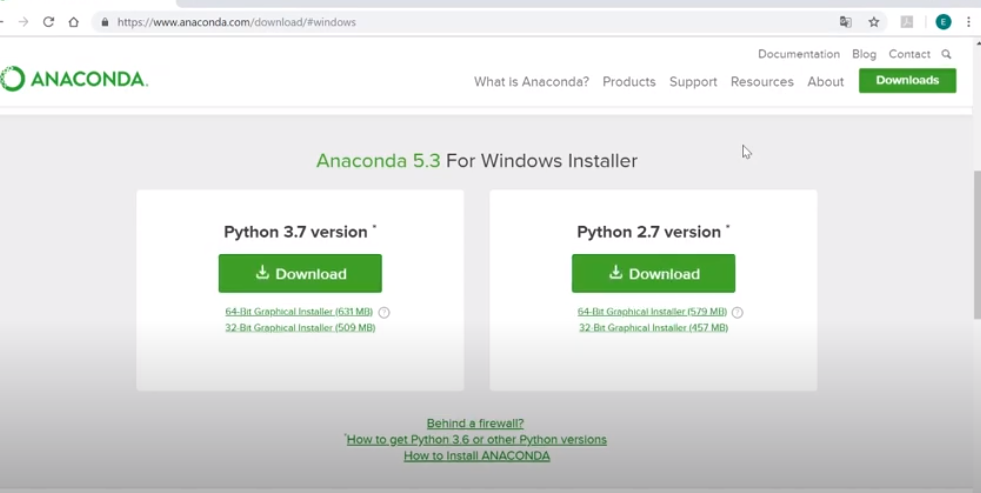 https://www.anaconda.com/download/#windows
E
Documentation Blog Contact
ANACONDA.
What is Anaconda? Products Support Resources About Downloads
Anaconda 5.3 For Windows Installer
Python 3.7 version *
Python 2.7 version *
Download
Download
64-Bit Graphical Installer (631 MB) ?
64-Bit Graphical Installer (579 MB) ?
32-Bit Graphical Installer (509 MB)
32-Bit Graphical Installer (457 MB)
Behind a firewall?
*How to get Python 3.6 or other Python versions
How to Install ANACONDA